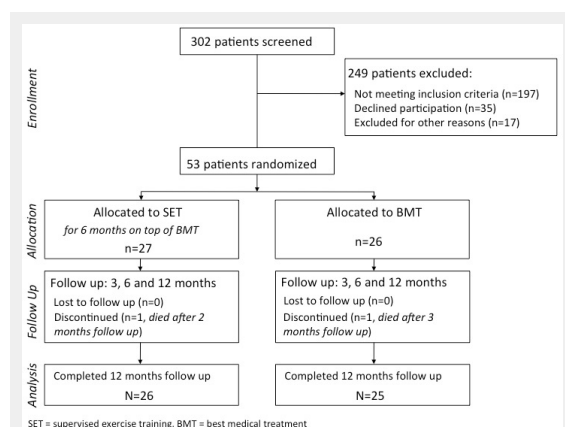 302 patients screened
Enrollment
249 patients excluded:
Not meeting inclusion criteria (n=197)
Declined participation (n=35)
Excluded for other reasons (n=17)
53 patients randomized
Allocation
Allocated to SET
for 6 months on top of BMT
n=27
Allocated to BMT
n=26
Follow Up
Follow up: 3, 6 and 12 months
Lost to follow up (n=0)
Discontinued (n=1, died after 2
months follow up)
Follow up: 3, 6 and 12 months
Lost to follow up (n=0)
Discontinued (n=1, died after 3
months follow up)
Analysis
Completed 12 months follow up
N=26
Completed 12 months follow up
N=25
SET = supervised exercise training, BMT = best medical treatment